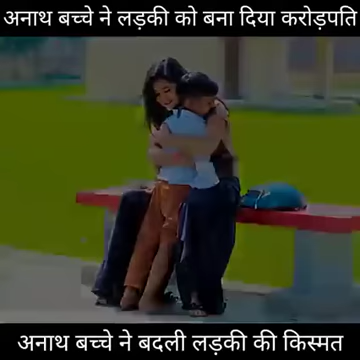 अनाथ बच्चे ने लड़की को बना दिया करोड़पति
अनाथ बच्चे ने बदली लड़की की किस्मत